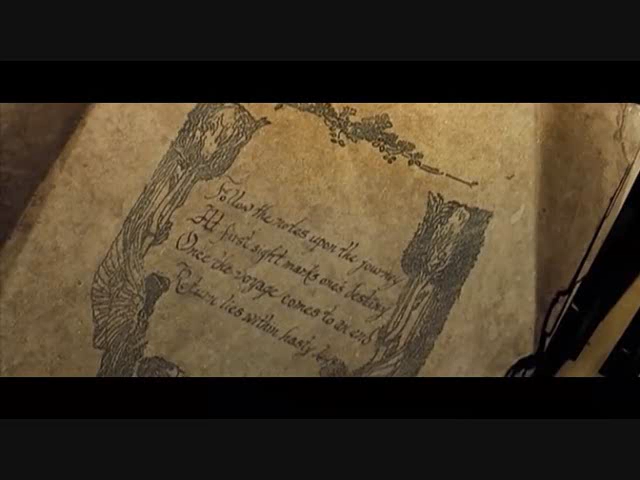 Follow the notes upon the journey
At first sight marks one's destiny
Once the voyage comes to an end
Return lies within hasty